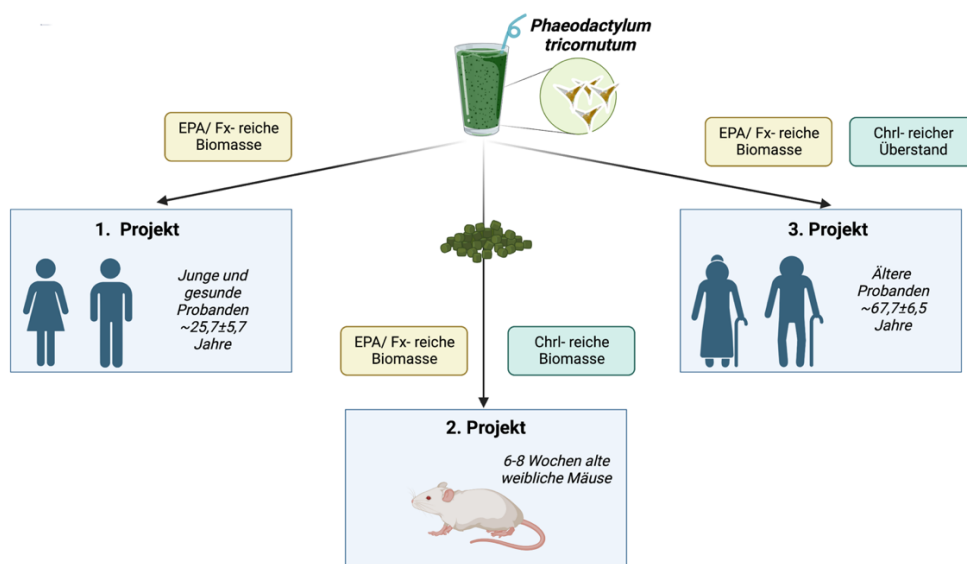 Phaeodactylum
tricornutum
EPA/ Fx- reiche
Biomasse
EPA/ Fx- reiche
Biomasse
Chrl- reicher
Überstand
1. Projekt
Junge und
gesunde
Probanden
~25,7±5,7
Jahre
3. Projekt
Ältere
Probanden
~67,7±6,5
Jahre
EPA/ Fx- reiche
Biomasse
Chrl- reiche
Biomasse
2. Projekt
6-8 Wochen alte
weibliche Mäuse